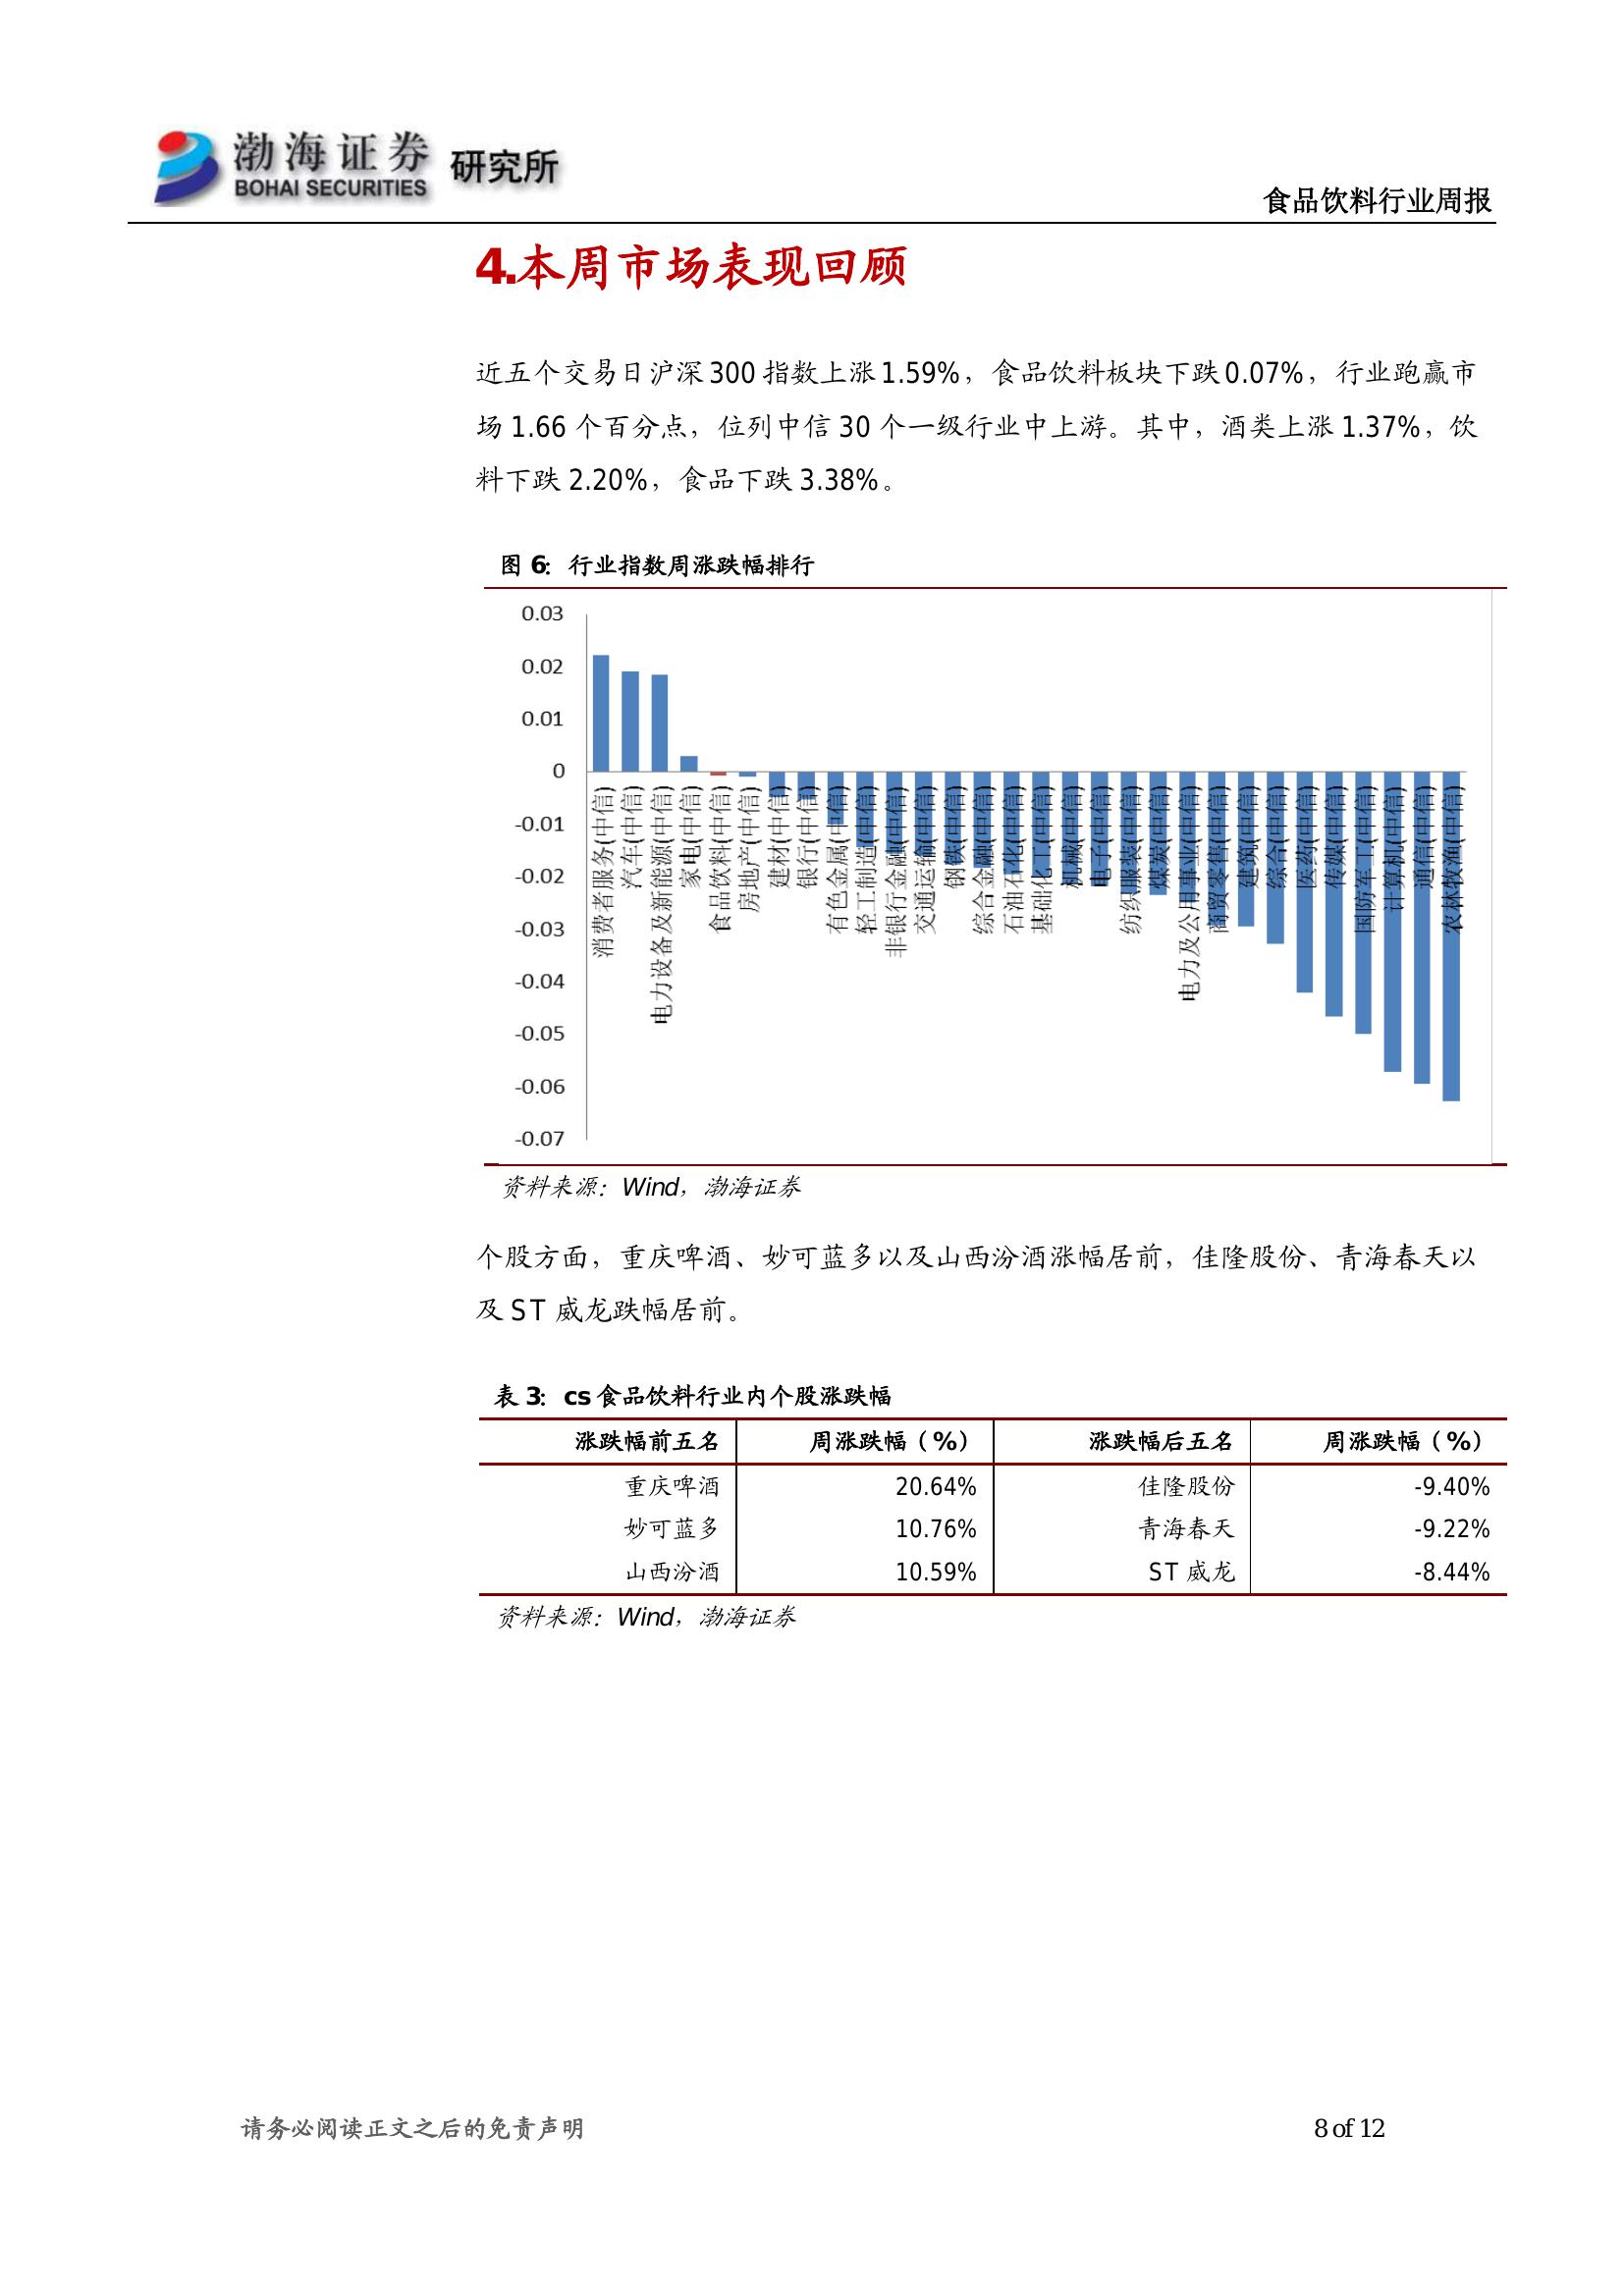 渤海证券 研究所
BOHAI SECURITIES
食品饮料行业周报
4.本周市场表现回顾
近五个交易日沪深 300 指数上涨 1.59%，食品饮料板块下跌 0.07%，行业跑赢市
场 1.66 个百分点，位列中信 30 个一级行业中上游。其中，酒类上涨 1.37%，饮
料下跌 2.20%，食品下跌 3.38%。
图 6：行业指数周涨跌幅排行
0.03
0.02
0.01
0
-0.01
-0.02
-0.03
-0.04
-0.05
-0.06
-0.07
消费者服务(中信)
汽车(中信)
电力设备及新能源(中信)
家电(中信)
食品饮料(中信)
房地产(中信)
建材(中信)
银行(中信)
有色金属(中信)
轻工制造(中信)
非银行金融(中信)
交通运输(中信)
钢铁(中信)
综合金融(中信)
石油石化(中信)
基础化工(中信)
机械(中信)
电子(中信)
纺织服装(中信)
煤炭(中信)
电力及公用事业(中信)
商贸零售(中信)
建筑(中信)
综合(中信)
医药(中信)
传媒(中信)
国防军工(中信)
计算机(中信)
通信(中信)
农林牧渔(中信)
资料来源：Wind，渤海证券
个股方面，重庆啤酒、妙可蓝多以及山西汾酒涨幅居前，佳隆股份、青海春天以
及 ST 威龙跌幅居前。
表 3：cs 食品饮料行业内个股涨跌幅
涨跌幅前五名 周涨跌幅（%） 涨跌幅后五名 周涨跌幅（%）
重庆啤酒 20.64% 佳隆股份 -9.40%
妙可蓝多 10.76% 青海春天 -9.22%
山西汾酒 10.59% ST 威龙 -8.44%
资料来源：Wind，渤海证券
请务必阅读正文之后的免责声明 8 of 12